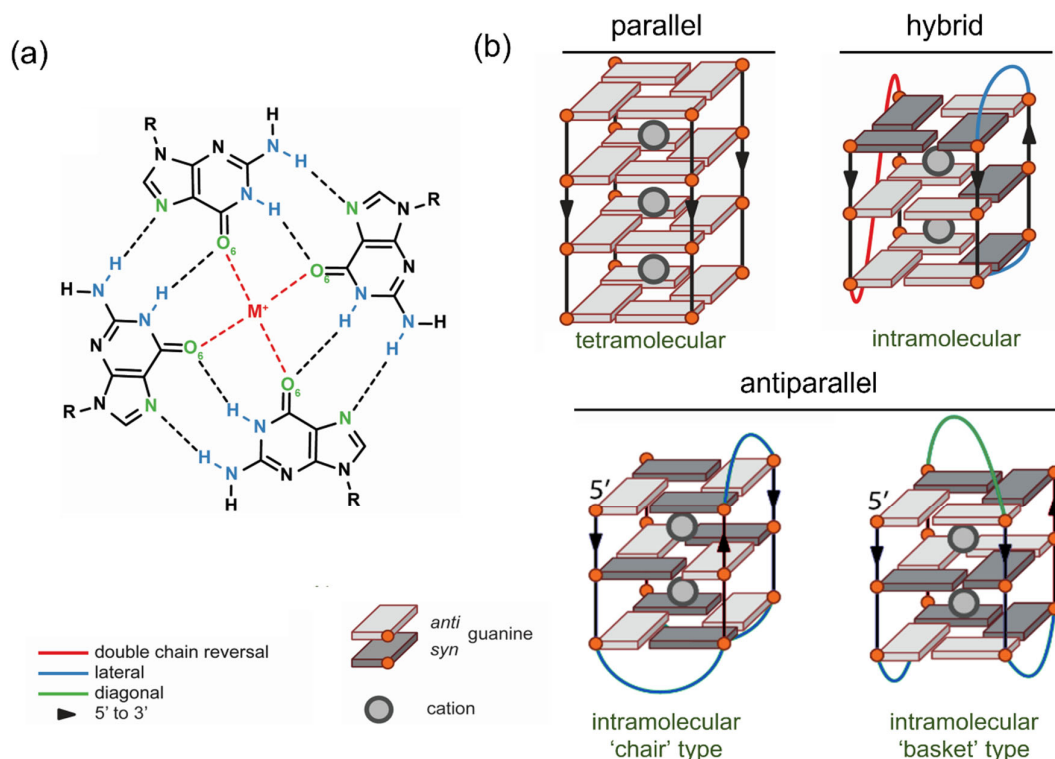 (a)
H
R
N
N
H
N
N
H
N
H
N
N
R
O6
O6
N
H
M+
N
H
N
H
N
H
N
H
N
O6
O6
H
N
R
N
H
N
N
H
N
H
N
N
R
(b)
parallel
hybrid
tetramolecular
intramolecular
antiparallel
5′
5′
intramolecular
‘chair’ type
intramolecular
‘basket’ type
double chain reversal
lateral
diagonal
5’ to 3’
anti
guanine
syn
cation